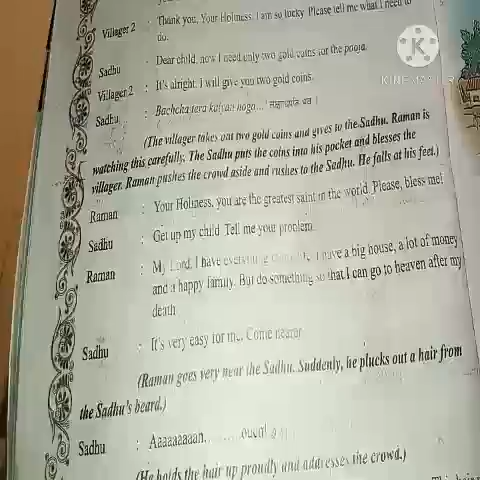 Villager 2 : Thank you, Your Holiness. I am so lucky. Please tell me what I need to
do.
Sadhu : Dear child, now I need only two gold coins for the pooja.
Villager 2 : It's alright. I will give you two gold coins.
Sadhu : Bachcha tera kalyan hoga...
(The villager takes out two gold coins and gives to the Sadhu. Raman is
watching this carefully. The Sadhu puts the coins into his pocket and blesses the
villager. Raman pushes the crowd aside and rushes to the Sadhu. He falls at his feet.)
Raman : Your Holiness, you are the greatest saint in the world. Please, bless me!
Sadhu : Get up my child. Tell me your problem.
Raman : My Lord, I have everything I have a big house, a lot of money
and a happy family. But do something so that I can go to heaven after my
death
Sadhu : It's very easy for me. Come nearer
(Raman goes very near the Sadhu. Suddenly, he plucks out a hair from
the Sadhu's beard.)
Sadhu : Aaaaaaaaan.......... ouch!
(He holds the hair up proudly and addresses the crowd.)
KINEMASTER